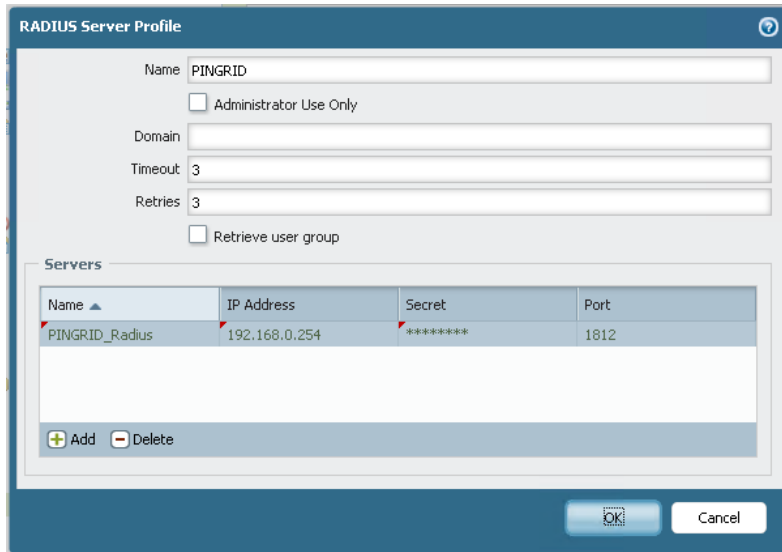 RADIUS Server Profile
Name PINGRID
Administrator Use Only
Domain
Timeout 3
Retries 3
Retrieve user group
Servers
Name IP Address Secret Port
PINGRID_Radius 192.168.0.254 ******** 1812
Add Delete
OK Cancel